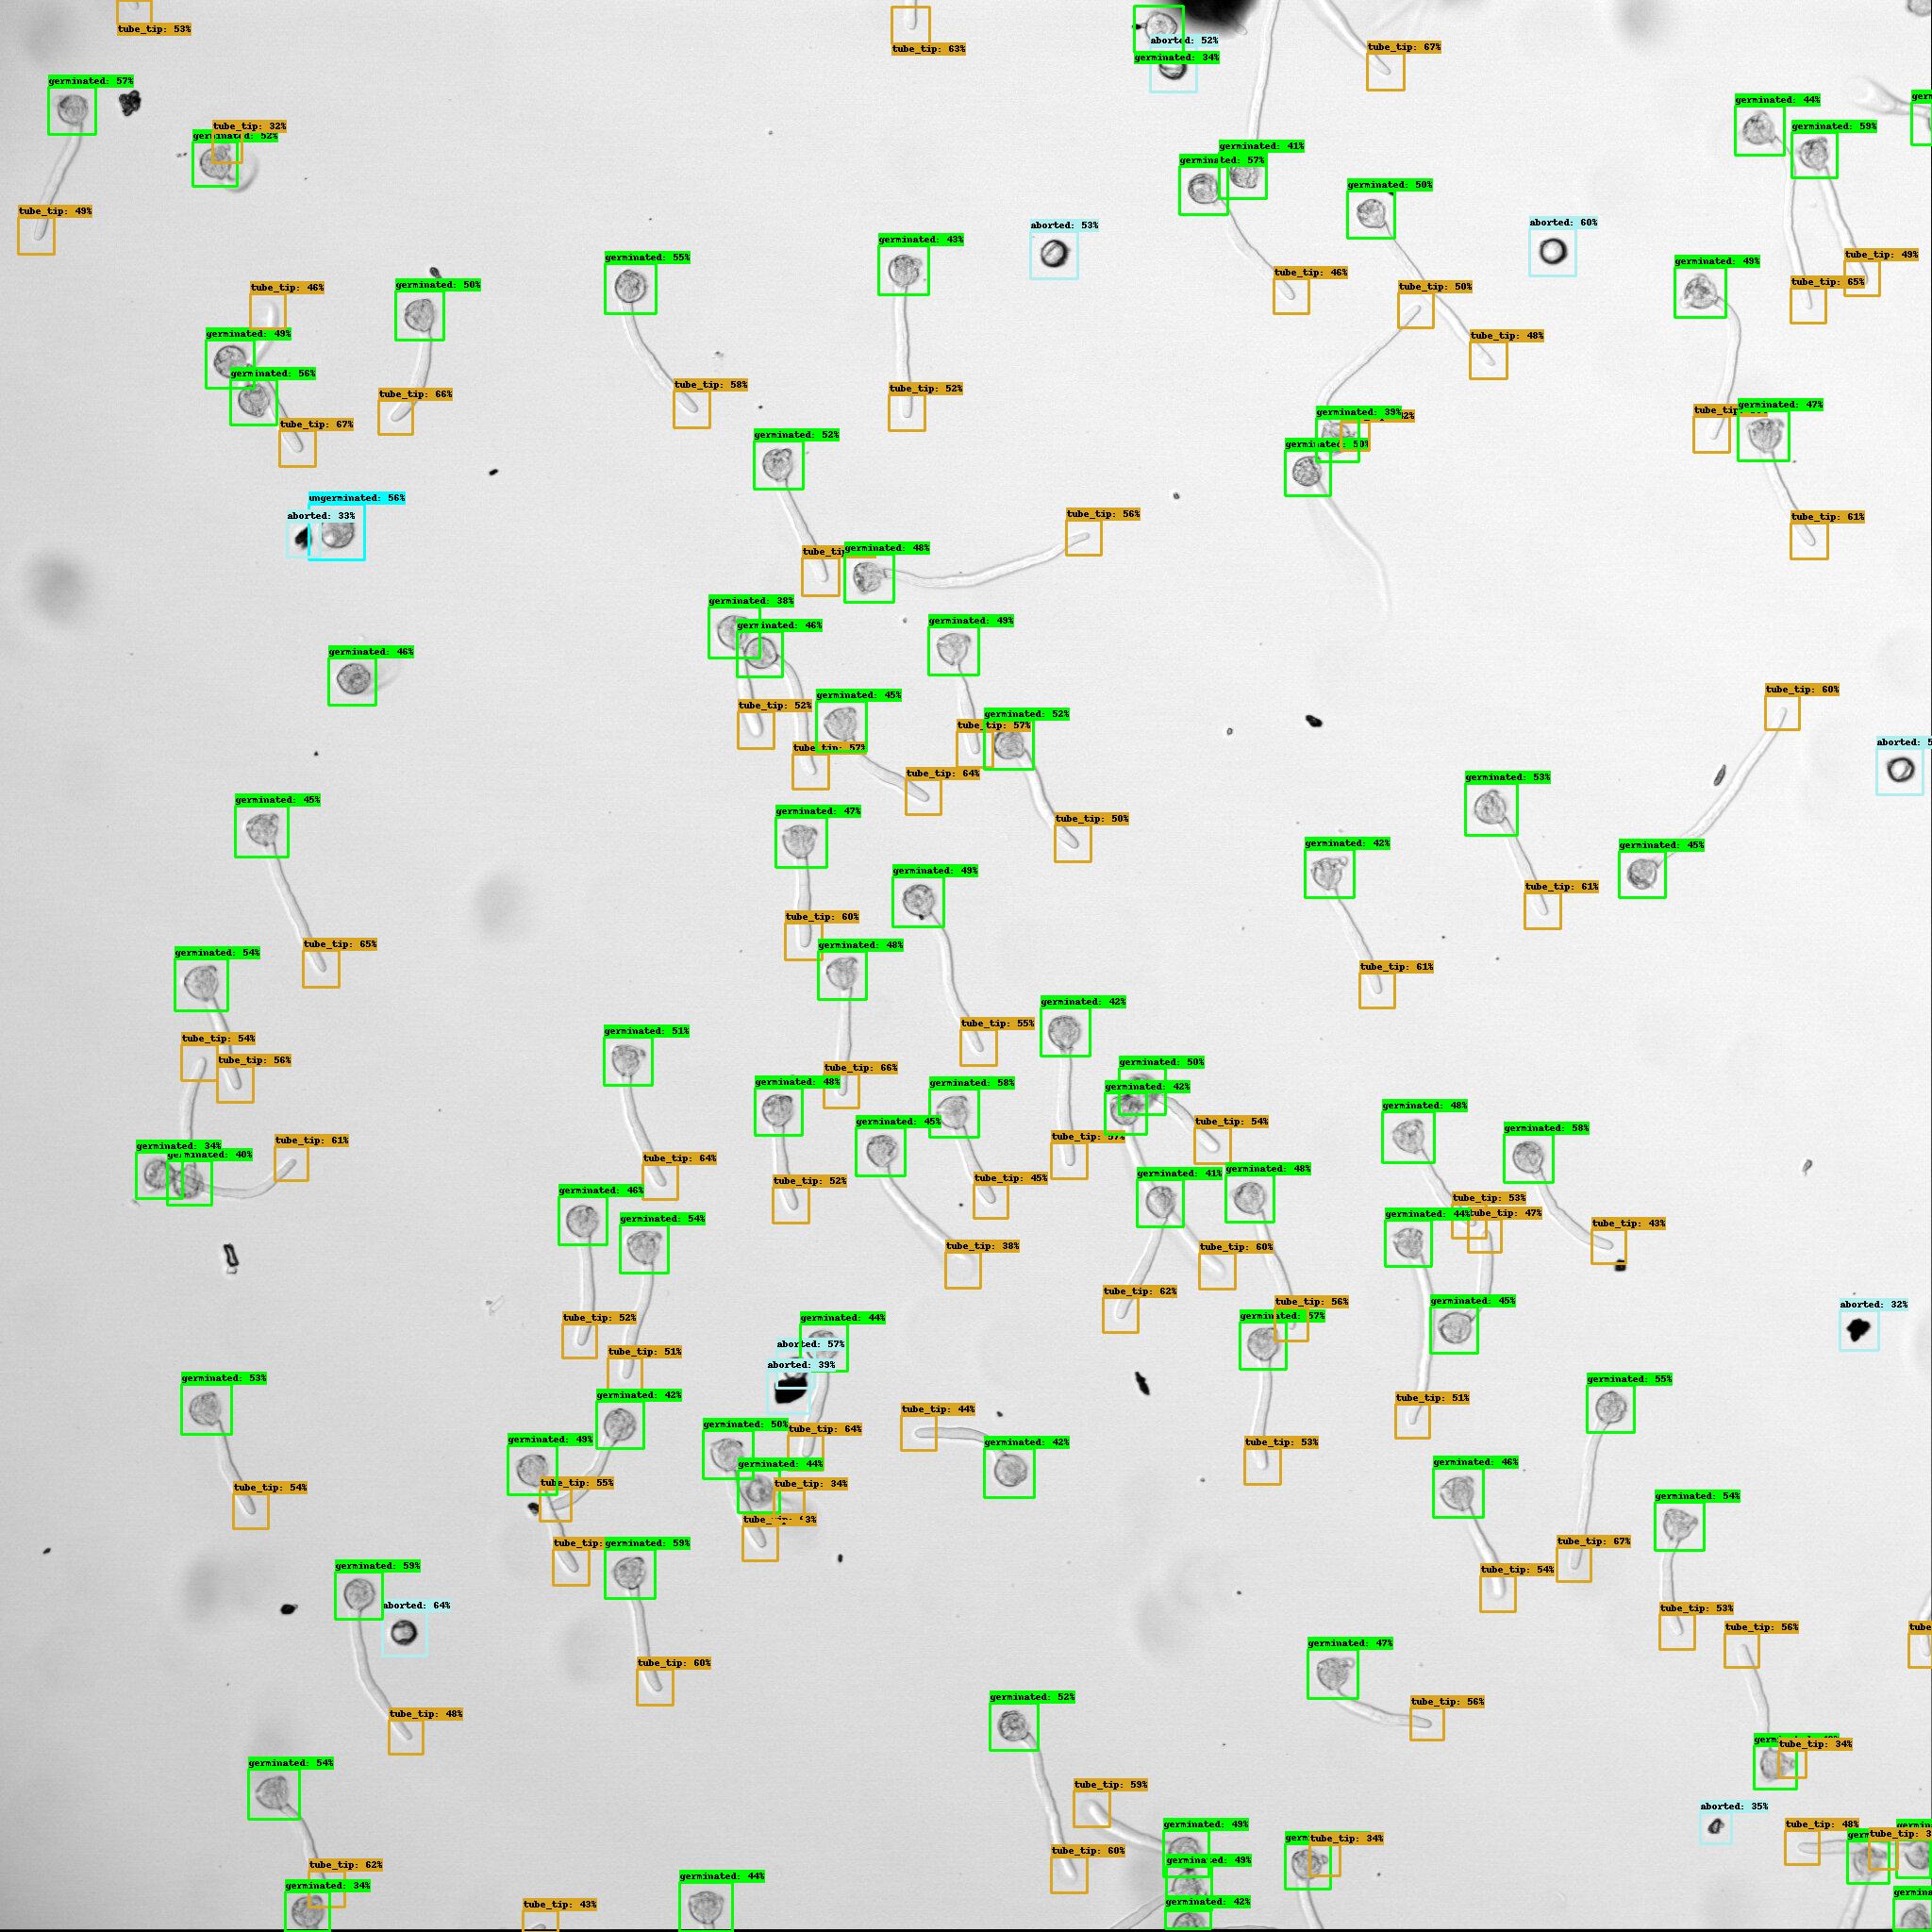 tube_tip: 53%
tube_tip: 63%
aborted: 52%
germinated: 34%
tube_tip: 67%
germinated: 57%
germinated: 44%
tube_tip: 32%
germinated: 59%
germinated: 41%
germinated: 50%
tube_tip: 49%
aborted: 53%
aborted: 60%
germinated: 43%
germinated: 55%
tube_tip: 49%
germinated: 49%
tube_tip: 46%
tube_tip: 65%
germinated: 50%
tube_tip: 46%
tube_tip: 50%
germinated: 49%
tube_tip: 48%
germinated: 56%
tube_tip: 58%
tube_tip: 52%
tube_tip: 66%
germinated: 47%
germinated: 39%
tube_tip: 67%
germinated: 52%
germinated: 50%
ungerminated: 56%
aborted: 33%
tube_tip: 56%
tube_tip: 61%
germinated: 48%
germinated: 38%
germinated: 46%
germinated: 49%
germinated: 46%
tube_tip: 60%
germinated: 45%
tube_tip: 52%
germinated: 52%
tube_tip: 57%
tube_tip: 57%
tube_tip: 64%
germinated: 53%
germinated: 45%
germinated: 47%
tube_tip: 50%
germinated: 42%
germinated: 45%
germinated: 49%
tube_tip: 61%
tube_tip: 60%
tube_tip: 65%
germinated: 48%
germinated: 54%
tube_tip: 61%
germinated: 42%
tube_tip: 55%
germinated: 51%
tube_tip: 54%
tube_tip: 56%
tube_tip: 66%
germinated: 50%
germinated: 48%
germinated: 58%
germinated: 42%
germinated: 48%
germinated: 45%
tube_tip: 54%
germinated: 58%
germinated: 34%
tube_tip: 61%
germinated: 40%
tube_tip: 57%
tube_tip: 64%
germinated: 41%
germinated: 48%
tube_tip: 52%
tube_tip: 45%
germinated: 46%
tube_tip: 53%
germinated: 54%
germinated: 44%
tube_tip: 47%
tube_tip: 43%
tube_tip: 38%
tube_tip: 60%
tube_tip: 62%
tube_tip: 56%
germinated: 45%
aborted: 32%
tube_tip: 52%
germinated: 44%
germinated: 57%
aborted: 57%
tube_tip: 51%
aborted: 39%
germinated: 53%
germinated: 55%
germinated: 42%
tube_tip: 51%
tube_tip: 44%
germinated: 50%
tube_tip: 64%
germinated: 49%
germinated: 42%
tube_tip: 53%
germinated: 44%
germinated: 46%
tube_tip: 55%
tube_tip: 34%
tube_tip: 54%
germinated: 54%
germinated: 59%
tube_tip: 67%
germinated: 59%
tube_tip: 54%
aborted: 64%
tube_tip: 53%
tube_tip: 56%
germinated: 47%
tube_tip: 60%
germinated: 52%
tube_tip: 56%
tube_tip: 48%
tube_tip: 34%
germinated: 54%
tube_tip: 59%
aborted: 35%
germinated: 49%
tube_tip: 48%
tube_tip: 34%
tube_tip: 60%
germinated: 49%
tube_tip: 62%
germinated: 44%
germinated: 34%
tube_tip: 43%
germinated: 42%